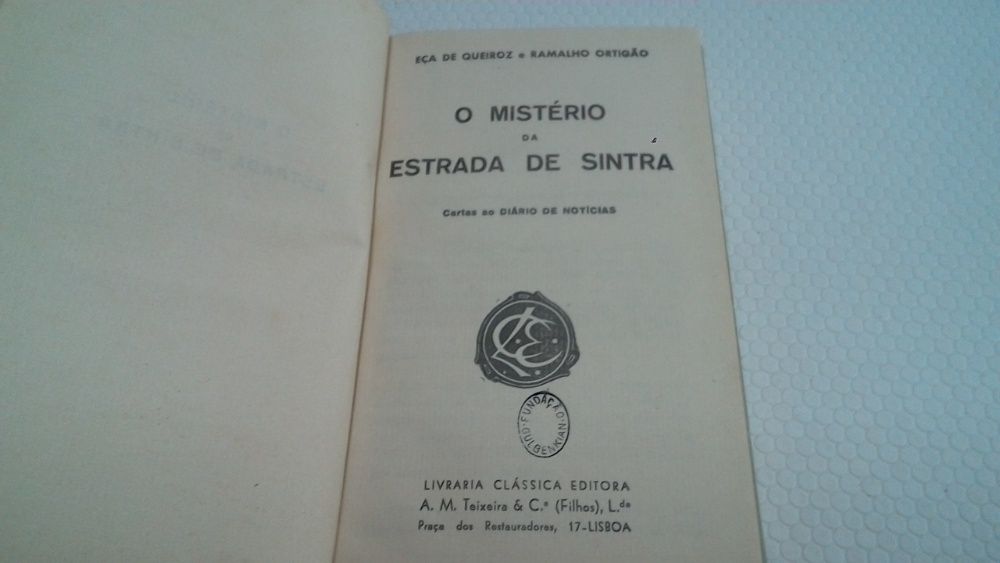 EÇA DE QUEIROZ e RAMALHO ORTIGÃO
O MISTÉRIO
DA
ESTRADA DE SINTRA
Cartas ao DIÁRIO DE NOTÍCIAS
LCE
FUNDAÇÃO
GULBENKIAN
LIVRARIA CLÁSSICA EDITORA
A. M. Teixeira & C.ª (Filhos), L.da
Praça dos Restauradores, 17-LISBOA